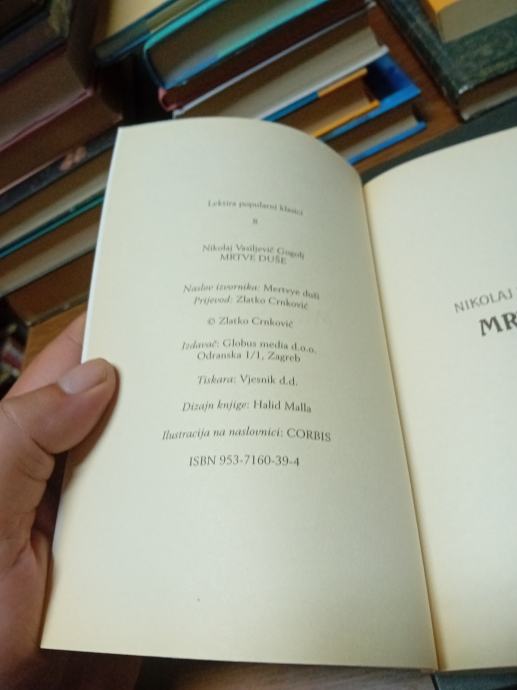 Lektira popularni klasici
8
Nikolaj Vasiljevič Gogolj
MRTVE DUŠE
Naslov izvornika: Mertvye duši
Prijevod: Zlatko Crnković
© Zlatko Crnković
Izdavač: Globus media d.o.o.
Odranska 1/1, Zagreb
Tiskara: Vjesnik d.d.
Dizajn knjige: Halid Malla
Ilustracija na naslovnici: CORBIS
ISBN 953-7160-39-4
NIKOLAJ
MR